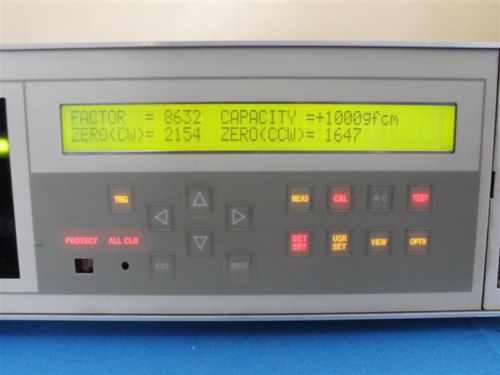 FACTOR = 8632 CAPACITY =+1000gfcm
ZERO(CW)= 2154 ZERO(CCW)= 1647
TRG
MEAS CAL N·O TEST
PROTECT ALL CLR
DET SET USR SET VIEW OPTN
EXIT ENTER